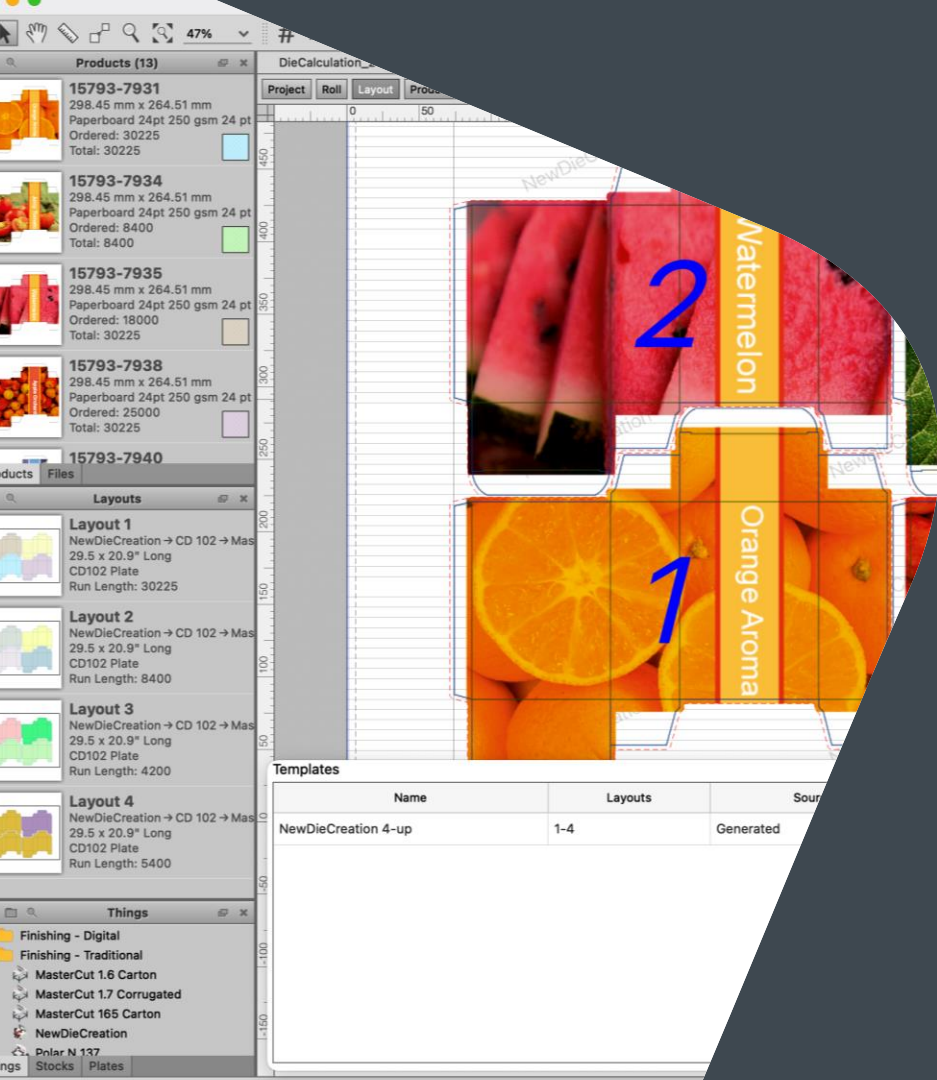 47%
Products (13)
15793-7931
298.45 mm x 264.51 mm
Paperboard 24pt 250 gsm 24 pt
Ordered: 30225
Total: 30225
15793-7934
298.45 mm x 264.51 mm
Paperboard 24pt 250 gsm 24 pt
Ordered: 8400
Total: 8400
15793-7935
298.45 mm x 264.51 mm
Paperboard 24pt 250 gsm 24 pt
Ordered: 18000
Total: 30225
15793-7938
298.45 mm x 264.51 mm
Paperboard 24pt 250 gsm 24 pt
Ordered: 25000
Total: 30225
15793-7940
ducts Files
Layouts
Layout 1
NewDieCreation → CD 102 → Mas
29.5 x 20.9" Long
CD102 Plate
Run Length: 30225
Layout 2
NewDieCreation → CD 102 → Mas
29.5 x 20.9" Long
CD102 Plate
Run Length: 8400
Layout 3
NewDieCreation → CD 102 → Mas
29.5 x 20.9" Long
CD102 Plate
Run Length: 4200
Layout 4
NewDieCreation → CD 102 → Mas
29.5 x 20.9" Long
CD102 Plate
Run Length: 5400
Things
Finishing - Digital
Finishing - Traditional
MasterCut 1.6 Carton
MasterCut 1.7 Corrugated
MasterCut 165 Carton
NewDieCreation
Polar N 137
ngs Stocks Plates
DieCalculation_
Project Roll Layout Produ
0 50
450
400
350
300
250
200
150
100
50
0
-50
-100
-150
NewDieC
2
Watermelon
ation
NewDieC
1
Orange Aroma
Templates
Name Layouts Sour
NewDieCreation 4-up 1-4 Generated